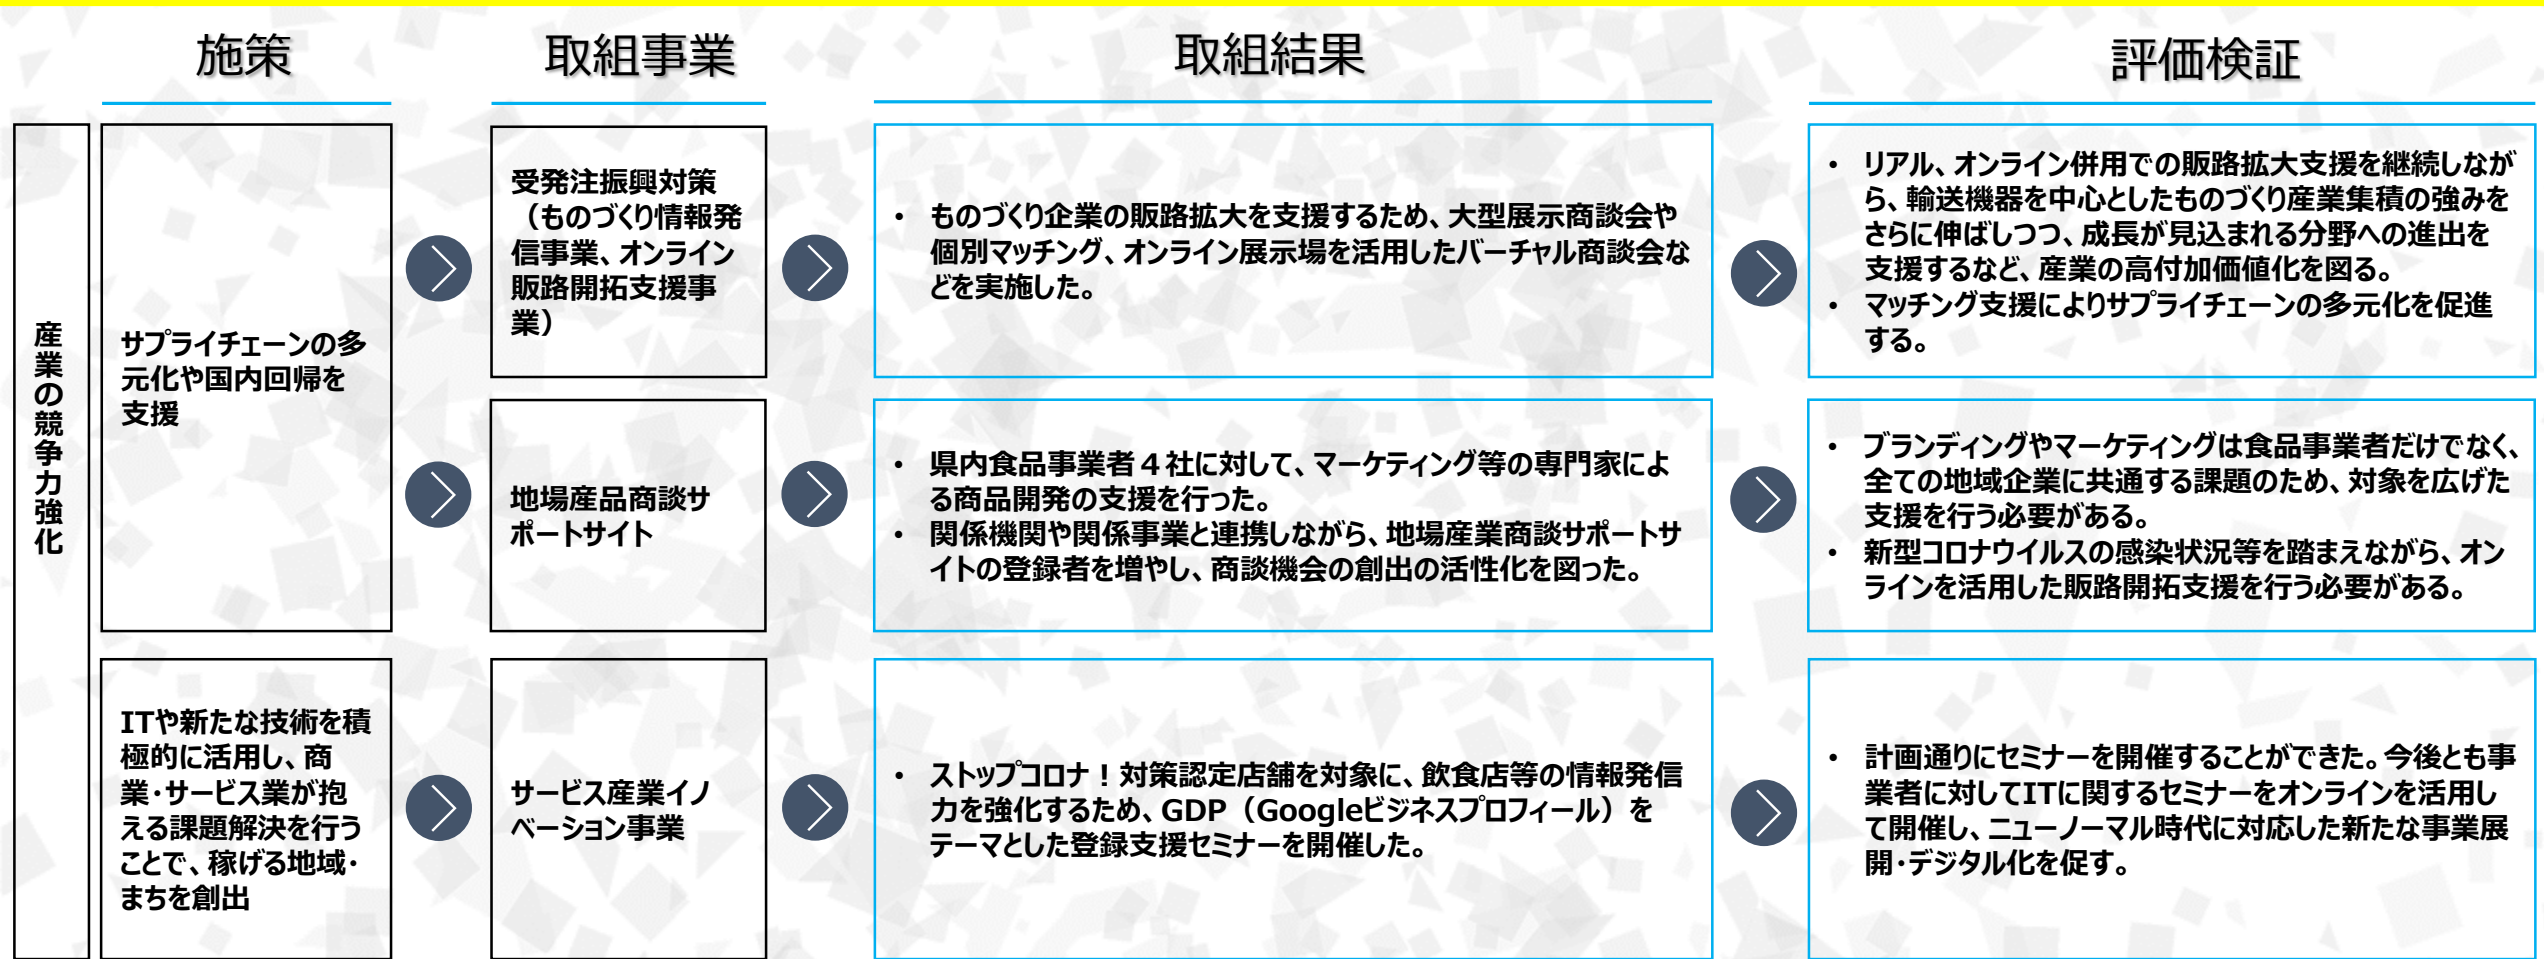 施策
取組事業
取組結果
評価検証
産業の競争力強化
サプライチェーンの多
元化や国内回帰を
支援
受発注振興対策
（ものづくり情報発
信事業、オンライン
販路開拓支援事
業）
・ ものづくり企業の販路拡大を支援するため、大型展示商談会や
個別マッチング、オンライン展示場を活用したバーチャル商談会な
どを実施した。
・ リアル、オンライン併用での販路拡大支援を継続しなが
ら、輸送機器を中心としたものづくり産業集積の強みを
さらに伸ばしつつ、成長が見込まれる分野への進出を
支援するなど、産業の高付加価値化を図る。
・ マッチング支援によりサプライチェーンの多元化を促進
する。
地場産品商談サ
ポートサイト
・ 県内食品事業者４社に対して、マーケティング等の専門家によ
る商品開発の支援を行った。
・ 関係機関や関係事業と連携しながら、地場産業商談サポートサ
イトの登録者を増やし、商談機会の創出の活性化を図った。
・ ブランディングやマーケティングは食品事業者だけでなく、
全ての地域企業に共通する課題のため、対象を広げた
支援を行う必要がある。
・ 新型コロナウイルスの感染状況等を踏まえながら、オン
ラインを活用した販路開拓支援を行う必要がある。
ITや新たな技術を積
極的に活用し、商
業・サービス業が抱
える課題解決を行う
ことで、稼げる地域・
まちを創出
サービス産業イノ
ベーション事業
・ ストップコロナ！対策認定店舗を対象に、飲食店等の情報発信
力を強化するため、GDP（Googleビジネスプロフィール）を
テーマとした登録支援セミナーを開催した。
・ 計画通りにセミナーを開催することができた。今後とも事
業者に対してITに関するセミナーをオンラインを活用し
て開催し、ニューノーマル時代に対応した新たな事業展
開・デジタル化を促す。